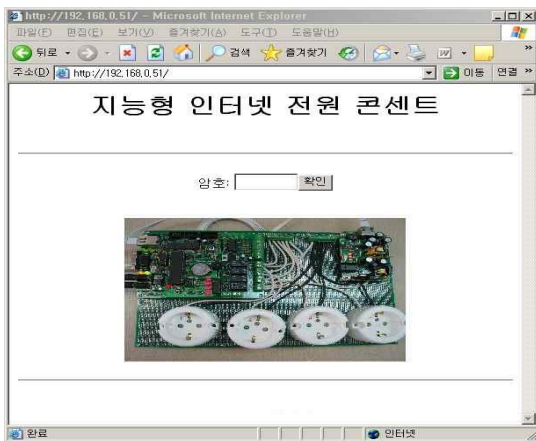 http://192.168.0.51/ - Microsoft Internet Explorer
파일(F) 편집(E) 보기(V) 즐겨찾기(A) 도구(T) 도움말(H)
뒤로 검색 즐겨찾기
주소(D) http://192.168.0.51/ 이동 연결 »
지능형 인터넷 전원 콘센트
암호: 확인
완료 인터넷